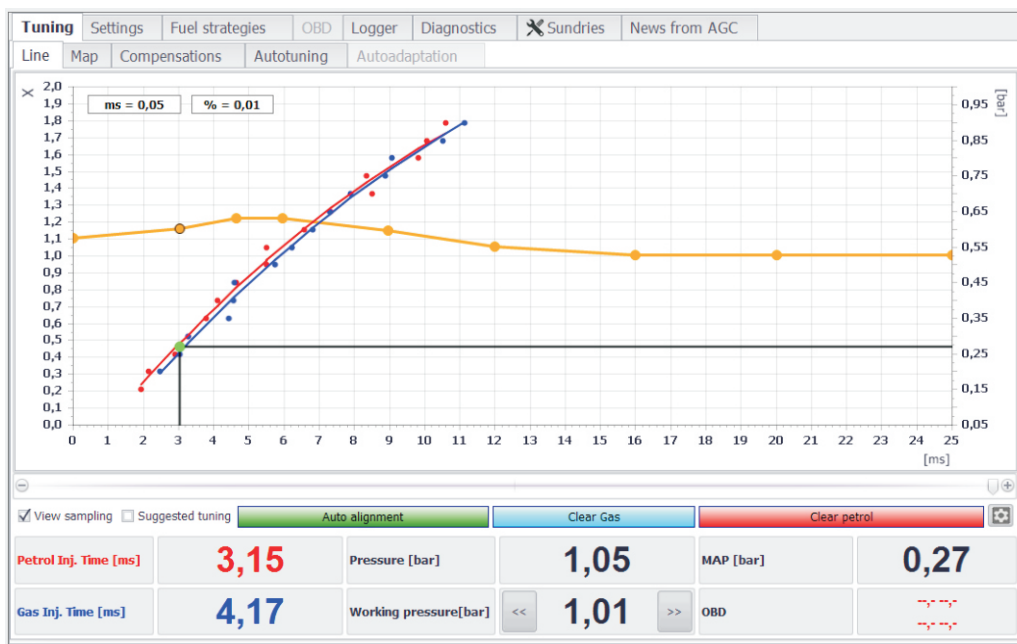 Tuning Settings Fuel strategies OBD Logger Diagnostics Sundries News from AGC
Line Map Compensations Autotuning Autoadaptation
X
ms = 0,05 % = 0,01
[bar]
2,0
1,9 0,95
1,8
1,7 0,85
1,6
1,5 0,75
1,4
1,3 0,65
1,2
1,1 0,55
1,0
0,9 0,45
0,8
0,7
0,6 0,35
0,5
0,4 0,25
0,3
0,2 0,15
0,1
0,0 0,05
0 1 2 3 4 5 6 7 8 9 10 11 12 13 14 15 16 17 18 19 20 21 22 23 24 25
[ms]
View sampling Suggested tuning Auto alignment Clear Gas Clear petrol
Petrol Inj. Time [ms] 3,15 Pressure [bar] 1,05 MAP [bar] 0,27
Gas Inj. Time [ms] 4,17 Working pressure[bar] << 1,01 >> OBD --,- --,-
--,- --,-